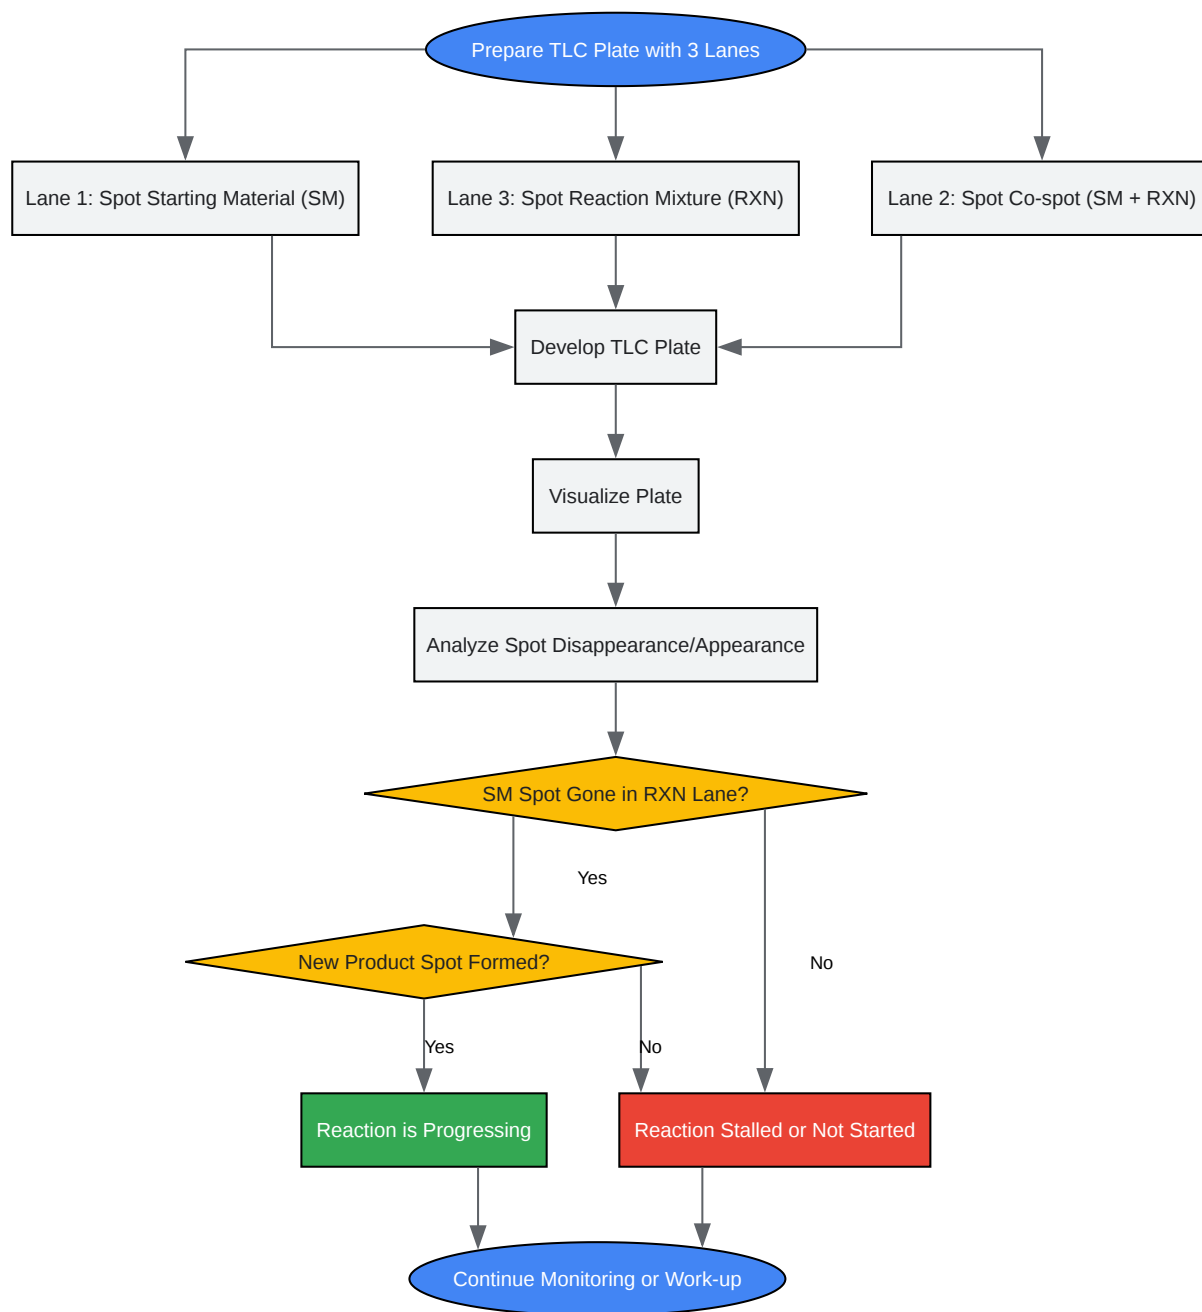 Prepare TLC Plate with 3 Lanes
Lane 1: Spot Starting Material (SM)
Lane 3: Spot Reaction Mixture (RXN)
Lane 2: Spot Co-spot (SM + RXN)
Develop TLC Plate
Visualize Plate
Analyze Spot Disappearance/Appearance
SM Spot Gone in RXN Lane?
Yes
New Product Spot Formed?
No
Yes
No
Reaction is Progressing
Reaction Stalled or Not Started
Continue Monitoring or Work-up